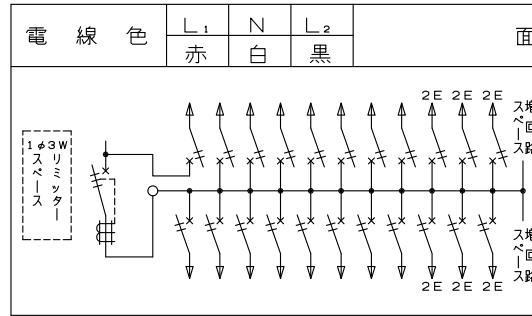 電線色
L₁ N L₂
赤 白 黒
面
2E 2E 2E
1φ3W
リミッター
スペース
増回路
スペース
増回路
スペース
2E 2E 2E